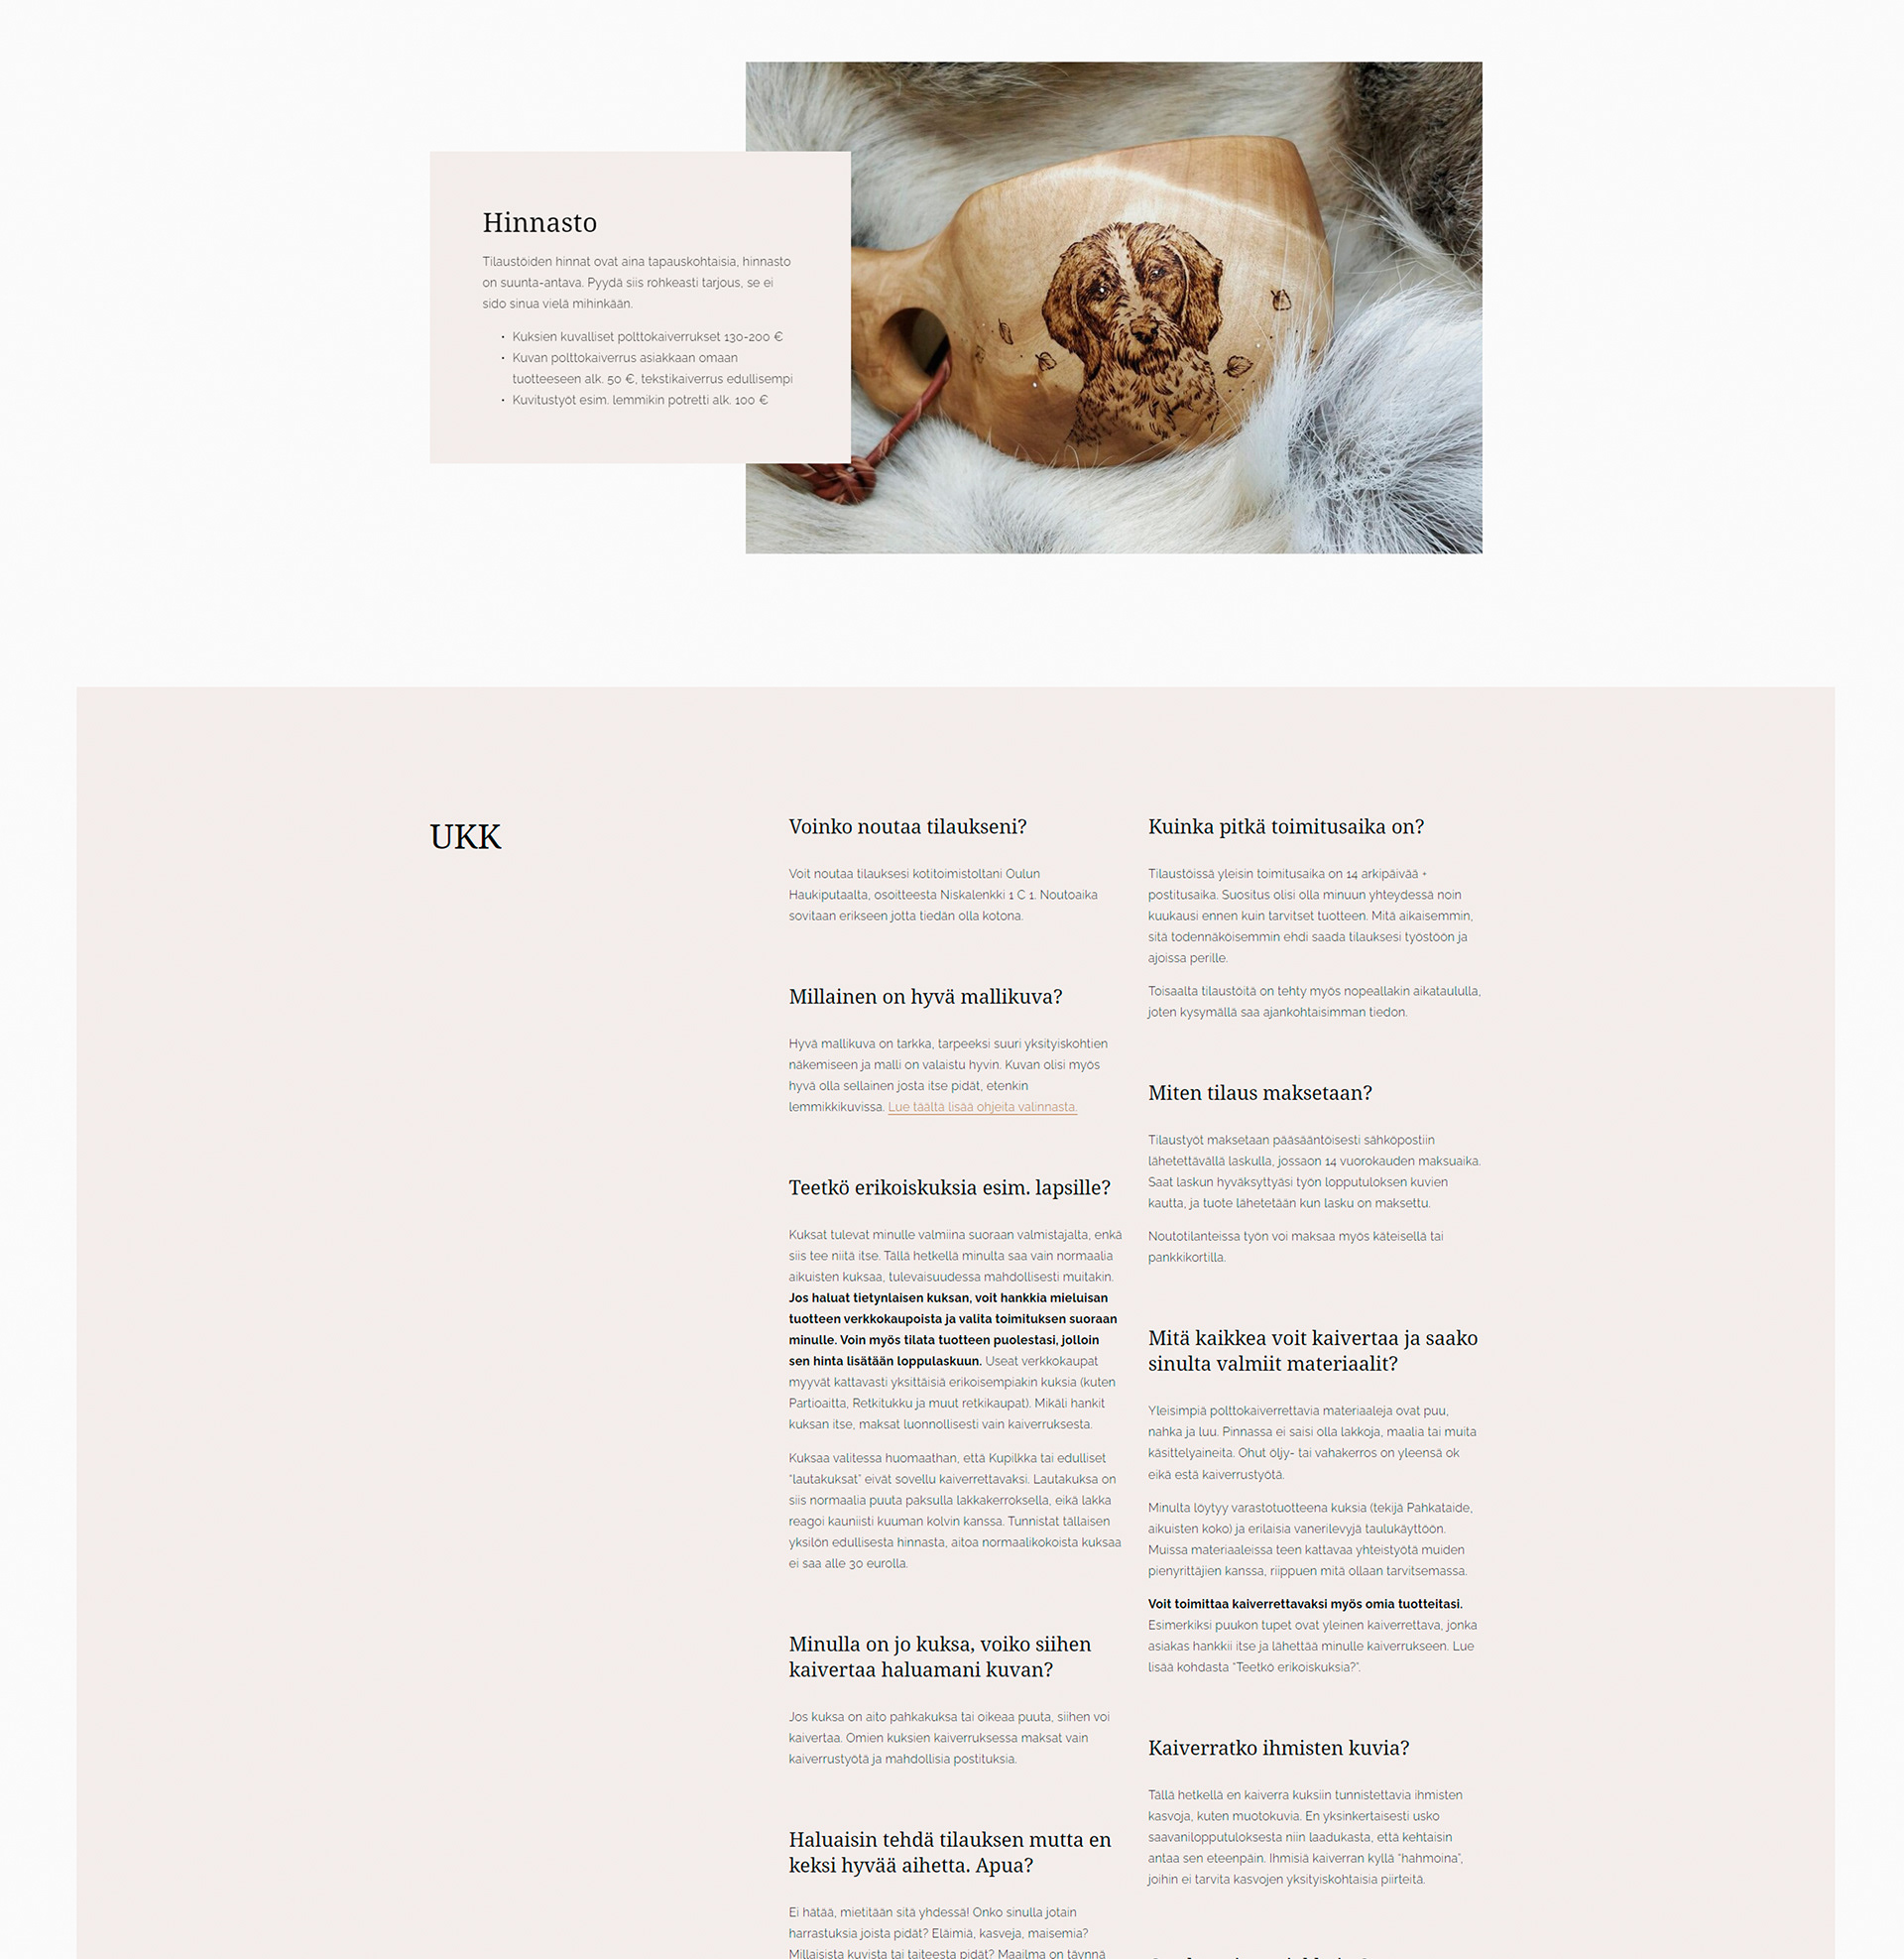 Hinnasto
Tilaustöiden hinnat ovat aina tapauskohtaisia, hinnasto
on suunta-antava. Pyydä siis rohkeasti tarjous, se ei
sido sinua vielä mihinkään.
• Kuksien kuvalliset polttokaiverrukset 130-200 €
• Kuvan polttokaiverrus asiakkaan omaan
tuotteeseen alk. 50 €, tekstikaiverrus edullisempi
• Kuvitustyöt esim. lemmikin potretti alk. 100 €
UKK
Voinko noutaa tilaukseni?
Voit noutaa tilauksesi kotitoimistoltani Oulun
Haukiputaalta, osoitteesta Niskalenkki 1 C 1. Noutoaika
sovitaan erikseen jotta tiedän olla kotona.
Millainen on hyvä mallikuva?
Hyvä mallikuva on tarkka, tarpeeksi suuri yksityiskohtien
näkemiseen ja malli on valaistu hyvin. Kuvan olisi myös
hyvä olla sellainen josta itse pidät, etenkin
lemmikkikuvissa. Lue täältä lisää ohjeita valinnasta.
Teetkö erikoiskuksia esim. lapsille?
Kuksat tulevat minulle valmiina suoraan valmistajalta, enkä
siis tee niitä itse. Tällä hetkellä minulta saa vain normaalia
aikuisten kuksaa, tulevaisuudessa mahdollisesti muitakin.
Jos haluat tietynlaisen kuksan, voit hankkia mieluisan
tuotteen verkkokaupoista ja valita toimituksen suoraan
minulle. Voin myös tilata tuotteen puolestasi, jolloin
sen hinta lisätään loppulaskuun. Useat verkkokaupat
myyvät kattavasti yksittäisiä erikoisempiakin kuksia (kuten
Partioaitta, Retkitukku ja muut retkikaupat). Mikäli hankit
kuksan itse, maksat luonnollisesti vain kaiverruksesta.
Kuksaa valitessa huomaathan, että Kupilkka tai edulliset
"lautakuksat" eivät sovellu kaiverrettavaksi. Lautakuksa on
siis normaalia puuta paksulla lakkakerroksella, eikä lakka
reagoi kauniisti kuuman kolvin kanssa. Tunnistat tällaisen
yksilön edullisesta hinnasta, aitoa normaalikokoista kuksaa
ei saa alle 30 eurolla.
Minulla on jo kuksa, voiko siihen
kaivertaa haluamani kuvan?
Jos kuksa on aito pahkakuksa tai oikeaa puuta, siihen voi
kaivertaa. Omien kuksien kaiverruksessa maksat vain
kaiverrustyötä ja mahdollisia postituksia.
Haluaisin tehdä tilauksen mutta en
keksi hyvää aihetta. Apua?
Ei hätää, mietitään sitä yhdessä! Onko sinulla jotain
harrastuksia joista pidät? Eläimiä, kasveja, maisemia?
Millaisista kuvista tai taiteesta pidät? Maailma on täynnä
Kuinka pitkä toimitusaika on?
Tilaustöissä yleisin toimitusaika on 14 arkipäivää +
postitusaika. Suositus olisi olla minuun yhteydessä noin
kuukausi ennen kuin tarvitset tuotteen. Mitä aikaisemmin,
sitä todennäköisemmin ehdi saada tilauksesi työstöön ja
ajoissa perille.
Toisaalta tilaustöitä on tehty myös nopeallakin aikataululla,
joten kysymällä saa ajankohtaisimman tiedon.
Miten tilaus maksetaan?
Tilaustyöt maksetaan pääsääntöisesti sähköpostiin
lähetettävällä laskulla, jossaon 14 vuorokauden maksuaika.
Saat laskun hyväksyttyäsi työn lopputuloksen kuvien
kautta, ja tuote lähetetään kun lasku on maksettu.
Noutotilanteissa työn voi maksaa myös käteisellä tai
pankkikortilla.
Mitä kaikkea voit kaivertaa ja saako
sinulta valmiit materiaalit?
Yleisimpiä polttokaiverrettavia materiaaleja ovat puu,
nahka ja luu. Pinnassa ei saisi olla lakkoja, maalia tai muita
käsittelyaineita. Ohut öljy- tai vahakerros on yleensä ok
eikä estä kaiverrustyötä.
Minulta löytyy varastotuotteena kuksia (tekijä Pahkataide,
aikuisten koko) ja erilaisia vanerilevyjä taulukäyttöön.
Muissa materiaaleissa teen kattavaa yhteistyötä muiden
pienyrittäjien kanssa, riippuen mitä ollaan tarvitsemassa.
Voit toimittaa kaiverrettavaksi myös omia tuotteitasi.
Esimerkiksi puukon tupet ovat yleinen kaiverrettava, jonka
asiakas hankkii itse ja lähettää minulle kaiverrukseen. Lue
lisää kohdasta "Teetkö erikoiskuksia?".
Kaiverratko ihmisten kuvia?
Tällä hetkellä en kaiverra kuksiin tunnistettavia ihmisten
kasvoja, kuten muotokuvia. En yksinkertaisesti usko
saavanilopputuloksesta niin laadukasta, että kehtaisin
antaa sen eteenpäin. Ihmisiä kaiverran kyllä "hahmoina",
joihin ei tarvita kasvojen yksityiskohtaisia piirteitä.